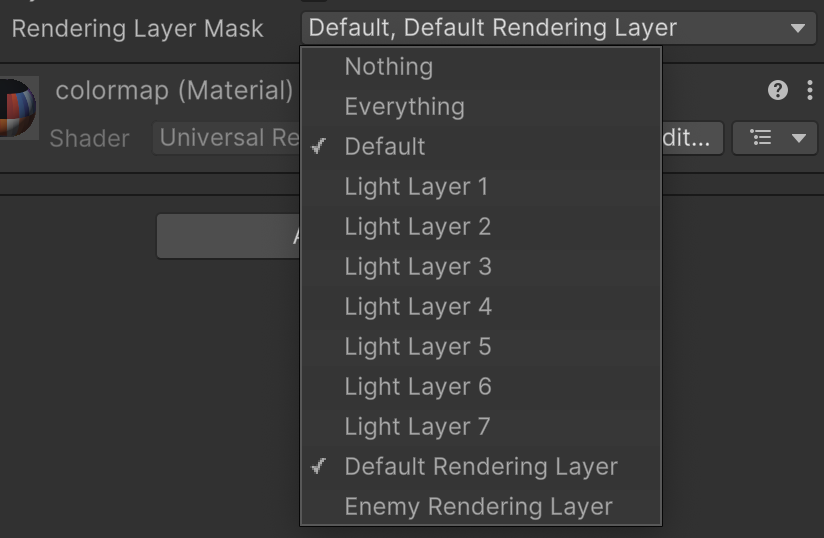 Rendering Layer Mask
Default, Default Rendering Layer
Nothing
colormap (Material)
Everything
Shader
Universal Re
dit...
Default
Light Layer 1
Light Layer 2
Light Layer 3
Light Layer 4
Light Layer 5
Light Layer 6
Light Layer 7
Default Rendering Layer
Enemy Rendering Layer